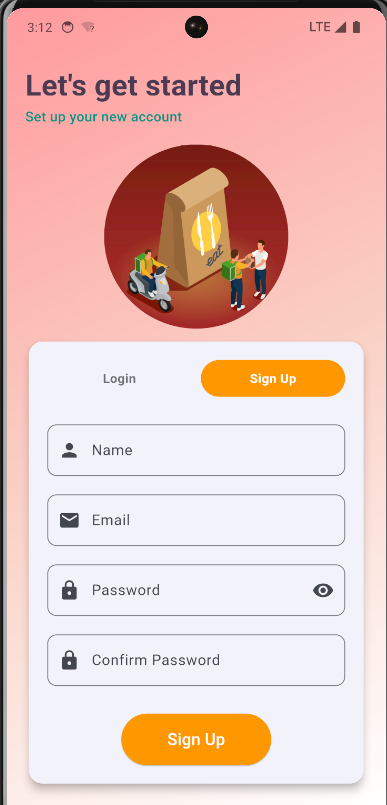 3:12
LTE
Let's get started
Set up your new account
eat
Login
Sign Up
Name
Email
Password
Confirm Password
Sign Up